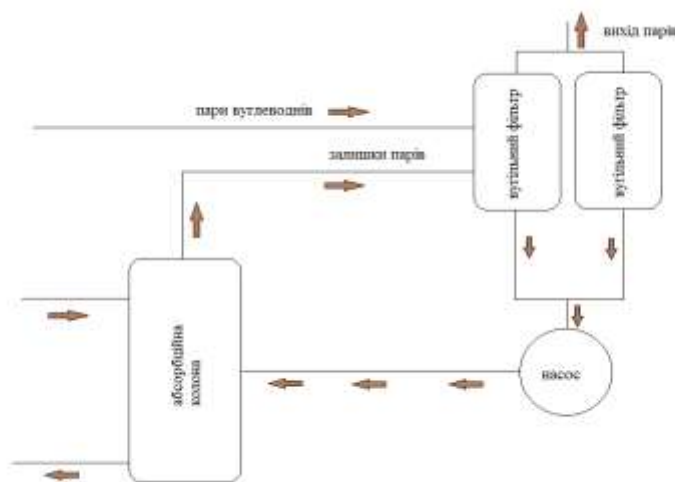 вихід парів
пари вуглеводнів
залишки парів
вугільний фільтр
вугільний фільтр
абсорбційна
колона
насос